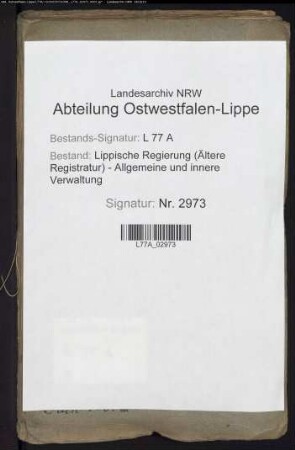 Landesarchiv NRW
Abteilung Ostwestfalen-Lippe
Bestands-Signatur: L 77 A
Bestand: Lippische Regierung (Ältere
Registratur) - Allgemeine und innere
Verwaltung
Signatur: Nr. 2973
L77A_02973